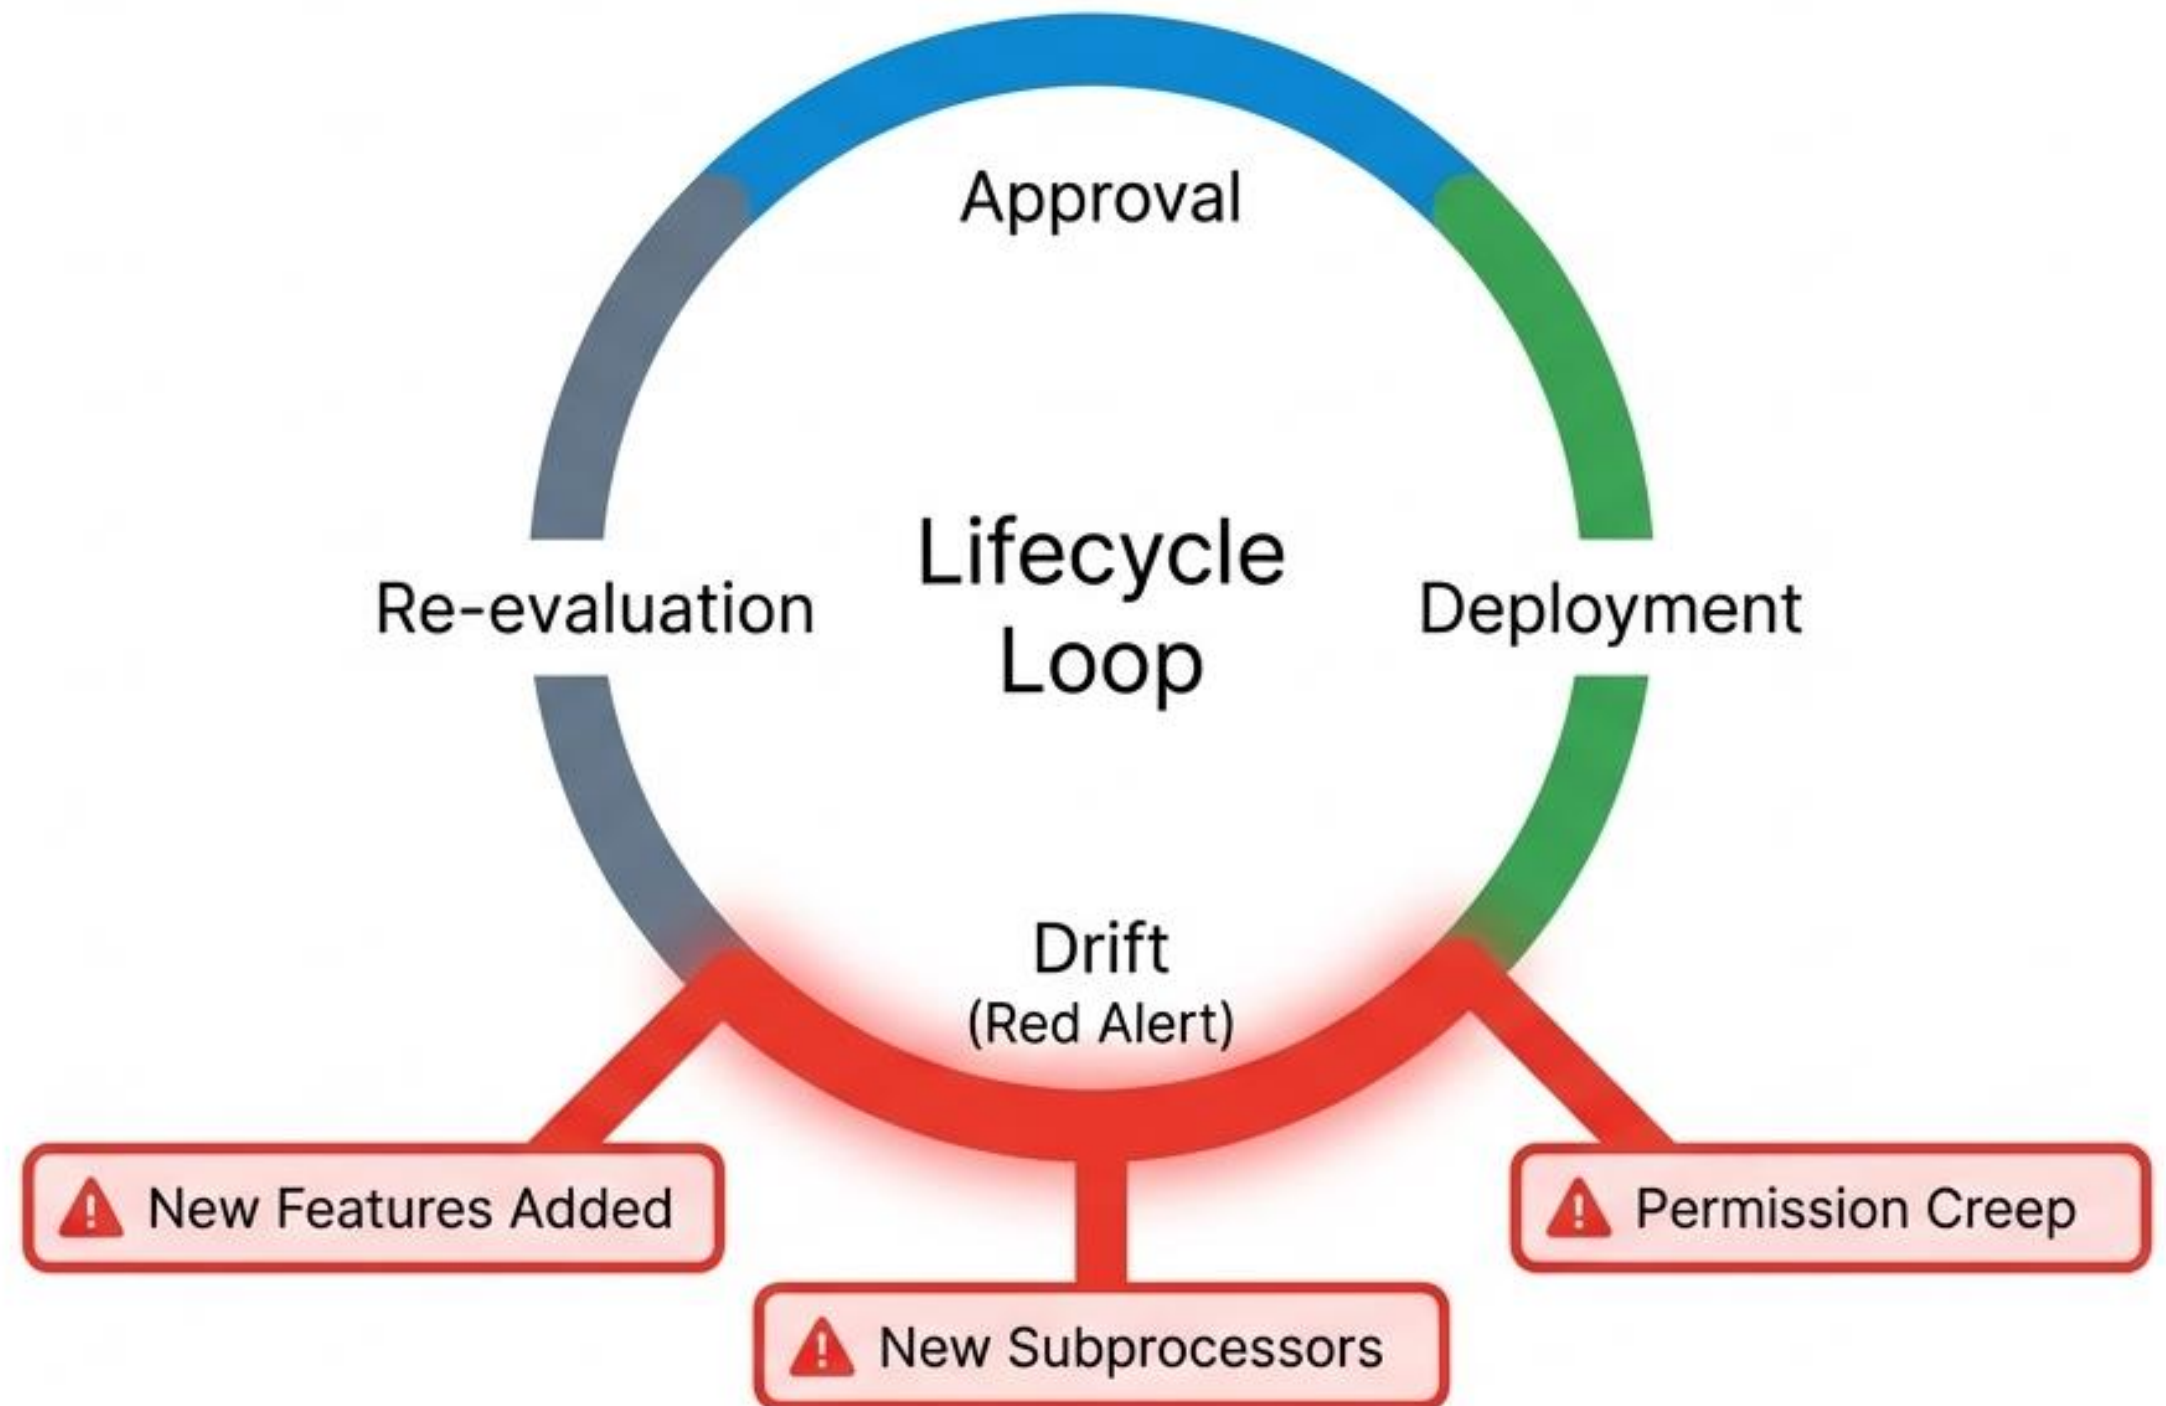 Approval
Lifecycle
Loop
Re-evaluation
Deployment
Drift
(Red Alert)
New Features Added
Permission Creep
New Subprocessors